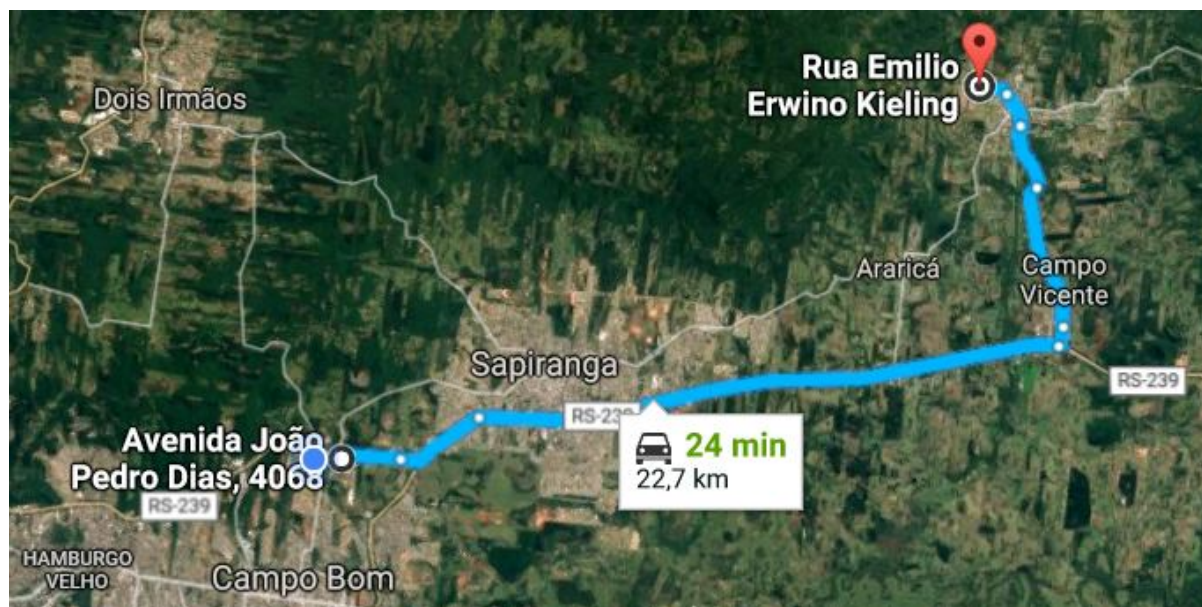 Rua Emilio
Erwino Kieling
Dois Irmãos
Araricá
Campo
Vicente
Sapiranga
RS-239
RS-239
24 min
22,7 km
Avenida João
Pedro Dias, 4068
RS-239
HAMBURGO
VELHO
Campo Bom